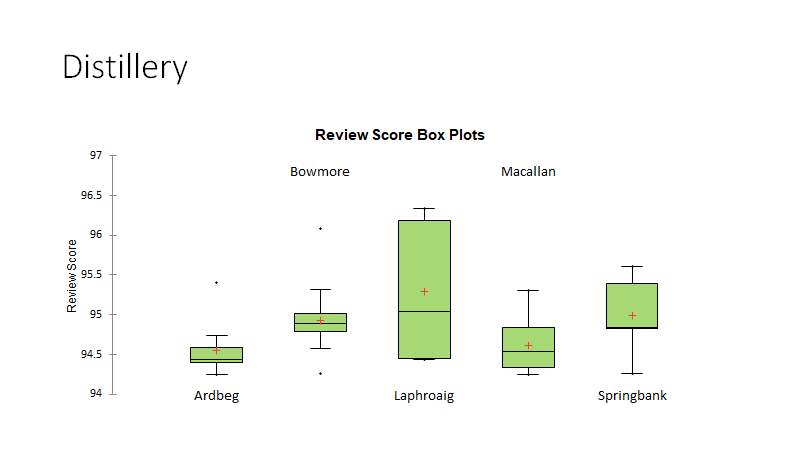 Distillery
Review Score Box Plots
97
Bowmore
Macallan
96.5
96
Review Score
95.5
95
94.5
94
Ardbeg
Laphroaig
Springbank